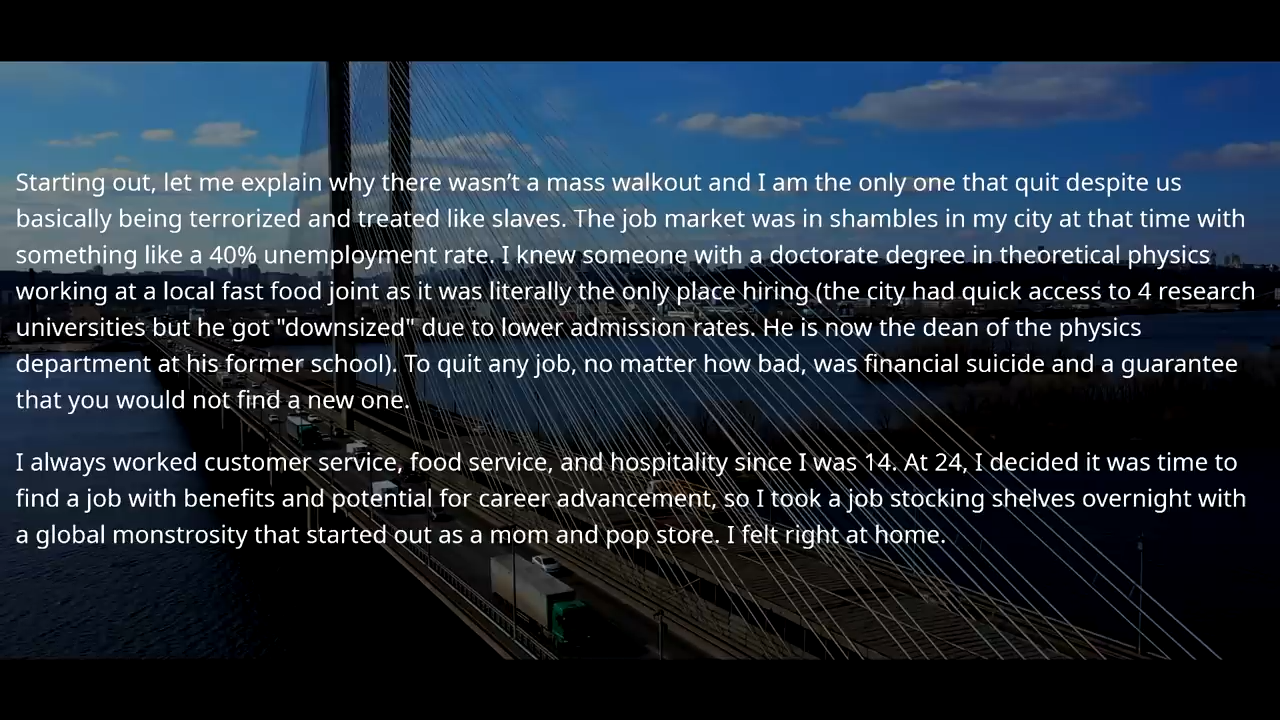 Starting out, let me explain why there wasn’t a mass walkout and I am the only one that quit despite us
basically being terrorized and treated like slaves. The job market was in shambles in my city at that time with
something like a 40% unemployment rate. I knew someone with a doctorate degree in theoretical physics
working at a local fast food joint as it was literally the only place hiring (the city had quick access to 4 research
universities but he got "downsized" due to lower admission rates. He is now the dean of the physics
department at his former school). To quit any job, no matter how bad, was financial suicide and a guarantee
that you would not find a new one.
I always worked customer service, food service, and hospitality since I was 14. At 24, I decided it was time to
find a job with benefits and potential for career advancement, so I took a job stocking shelves overnight with
a global monstrosity that started out as a mom and pop store. I felt right at home.